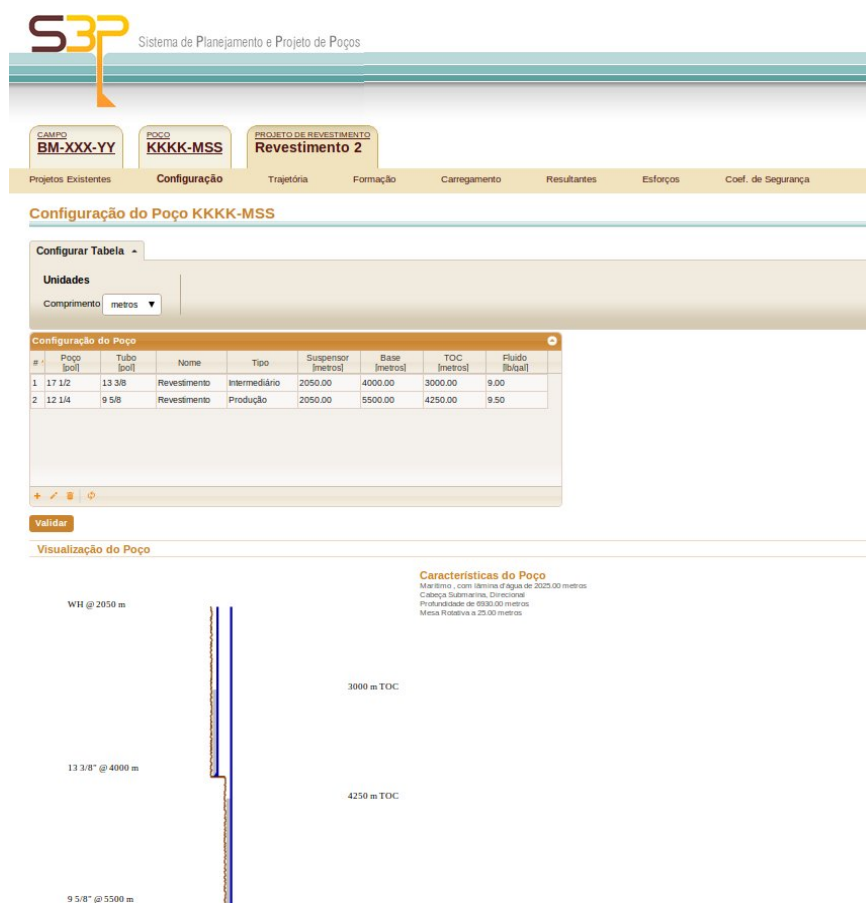 S3P
Sistema de Planejamento e Projeto de Poços
CAMPO
BM-XXX-YY
POÇO
KKKK-MSS
PROJETO DE REVESTIMENTO
Revestimento 2
Projetos Existentes Configuração Trajetória Formação Carregamento Resultantes Esforços Coef. de Segurança
Configuração do Poço KKKK-MSS
Configurar Tabela
Unidades
Comprimento metros
Configuração do Poço
# Poço [pol] Tubo [pol] Nome Tipo Suspensor [metros] Base [metros] TOC [metros] Fluido [lb/gal]
1 17 1/2 13 3/8 Revestimento Intermediário 2050.00 4000.00 3000.00 9.00
2 12 1/4 9 5/8 Revestimento Produção 2050.00 5500.00 4250.00 9.50
Validar
Visualização do Poço
Características do Poço
Marítimo , com lâmina d'água de 2025.00 metros
Cabeça Submarina, Direcional
Profundidade de 6930.00 metros
Mesa Rotativa a 25.00 metros
WH @ 2050 m
3000 m TOC
13 3/8" @ 4000 m
4250 m TOC
9 5/8" @ 5500 m